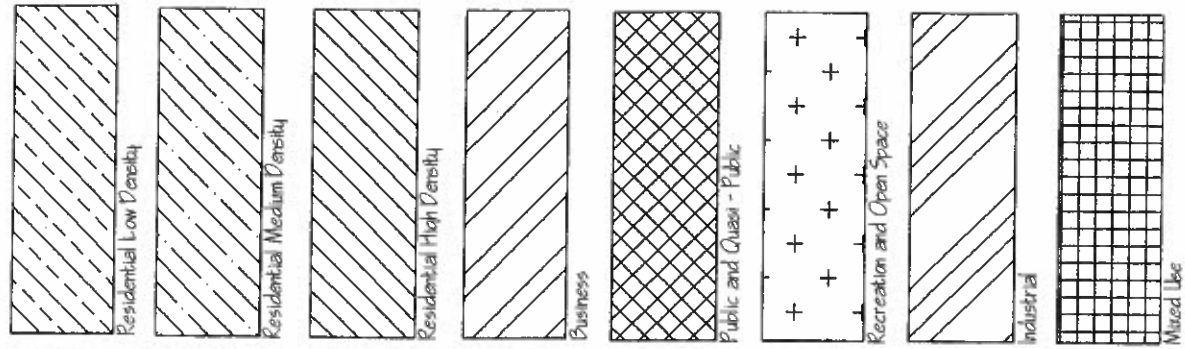 Residential Low Density
Residential Medium Density
Residential High Density
Business
Public and Quasi - Public
Recreation and Open Space
Industrial
Mixed Use